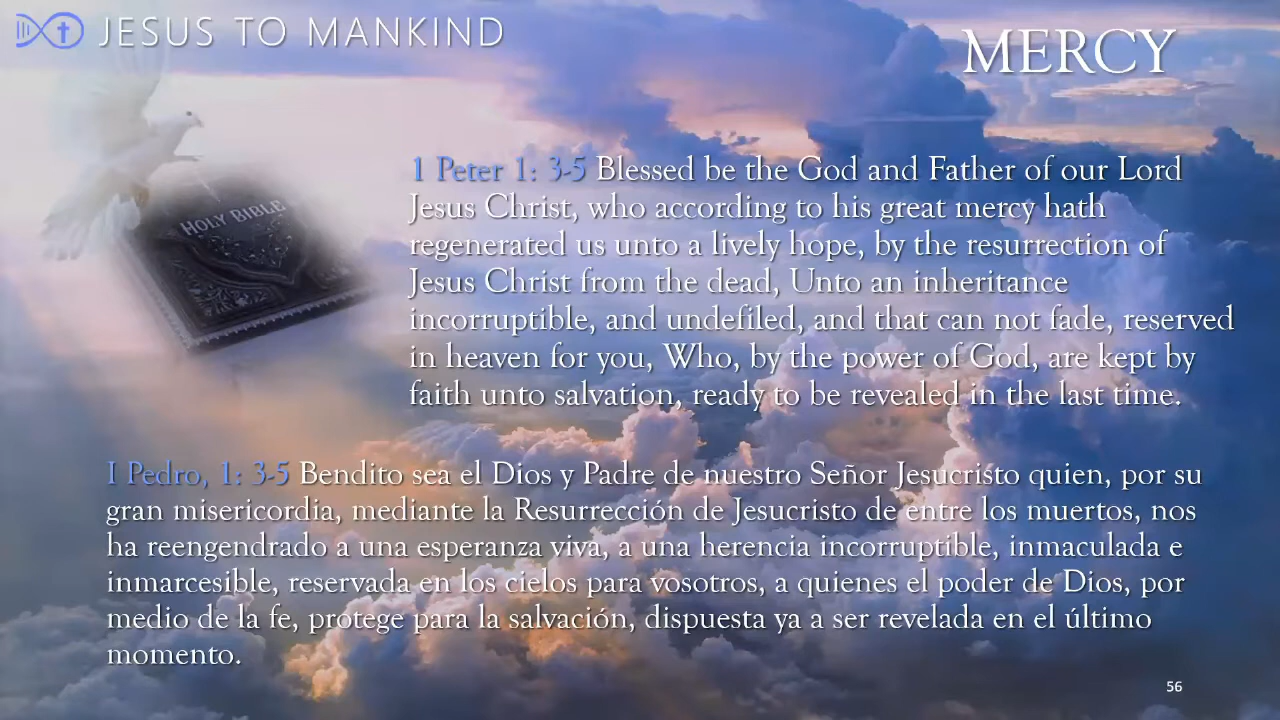 JESUS TO MANKIND
MERCY
HOLY BIBLE
1 Peter 1: 3-5 Blessed be the God and Father of our Lord
Jesus Christ, who according to his great mercy hath
regenerated us unto a lively hope, by the resurrection of
Jesus Christ from the dead, Unto an inheritance
incorruptible, and undefiled, and that can not fade, reserved
in heaven for you, Who, by the power of God, are kept by
faith unto salvation, ready to be revealed in the last time.
I Pedro, 1: 3-5 Bendito sea el Dios y Padre de nuestro Señor Jesucristo quien, por su
gran misericordia, mediante la Resurrección de Jesucristo de entre los muertos, nos
ha reengendrado a una esperanza viva, a una herencia incorruptible, inmaculada e
inmarcesible, reservada en los cielos para vosotros, a quienes el poder de Dios, por
medio de la fe, protege para la salvación, dispuesta ya a ser revelada en el último
momento.
56